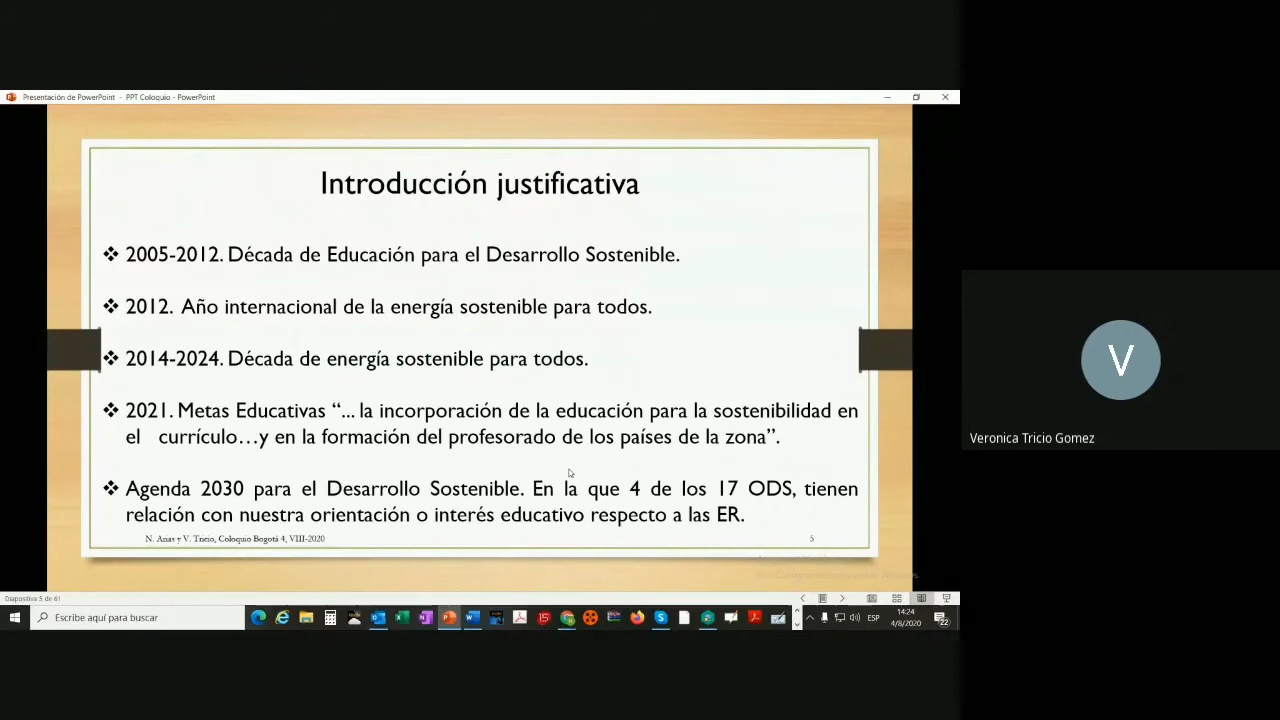 Presentación de PowerPoint - PPT Coloquio - PowerPoint
Introducción justificativa
❖ 2005-2012. Década de Educación para el Desarrollo Sostenible.
❖ 2012. Año internacional de la energía sostenible para todos.
❖ 2014-2024. Década de energía sostenible para todos.
❖ 2021. Metas Educativas “... la incorporación de la educación para la sostenibilidad en
el currículo…y en la formación del profesorado de los países de la zona”.
❖ Agenda 2030 para el Desarrollo Sostenible. En la que 4 de los 17 ODS, tienen
relación con nuestra orientación o interés educativo respecto a las ER.
N. Arias y V. Tricio, Coloquio Bogotá 4, VIII-2020
5
Diapositiva 5 de 61
Escribe aquí para buscar
ESP
14:24
4/8/2020
22
V
Veronica Tricio Gomez